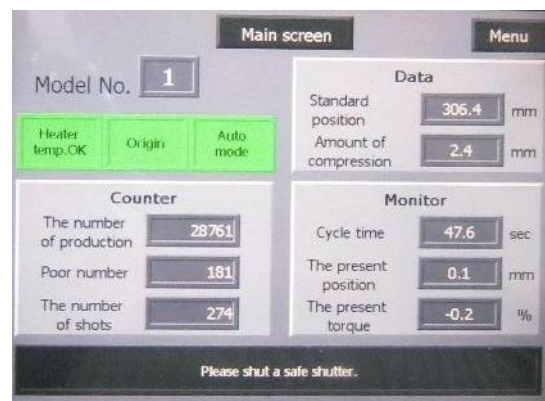 Main screen
Menu
Model No. 1
Heater
temp.OK
Origin
Auto
mode
Data
Standard
position
306.4 mm
Amount of
compression
2.4 mm
Counter
The number
of production
28761
Poor number 181
The number
of shots
274
Monitor
Cycle time 47.6 sec
The present
position
0.1 mm
The present
torque
-0.2 %
Please shut a safe shutter.